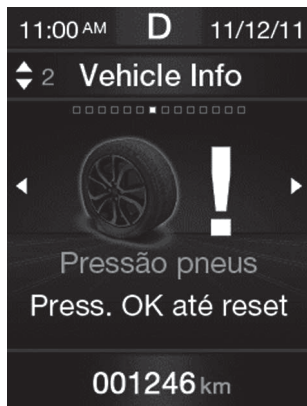 11:00 AM D 11/12/11
2 Vehicle Info
Pressão pneus
Press. OK até reset
001246 km